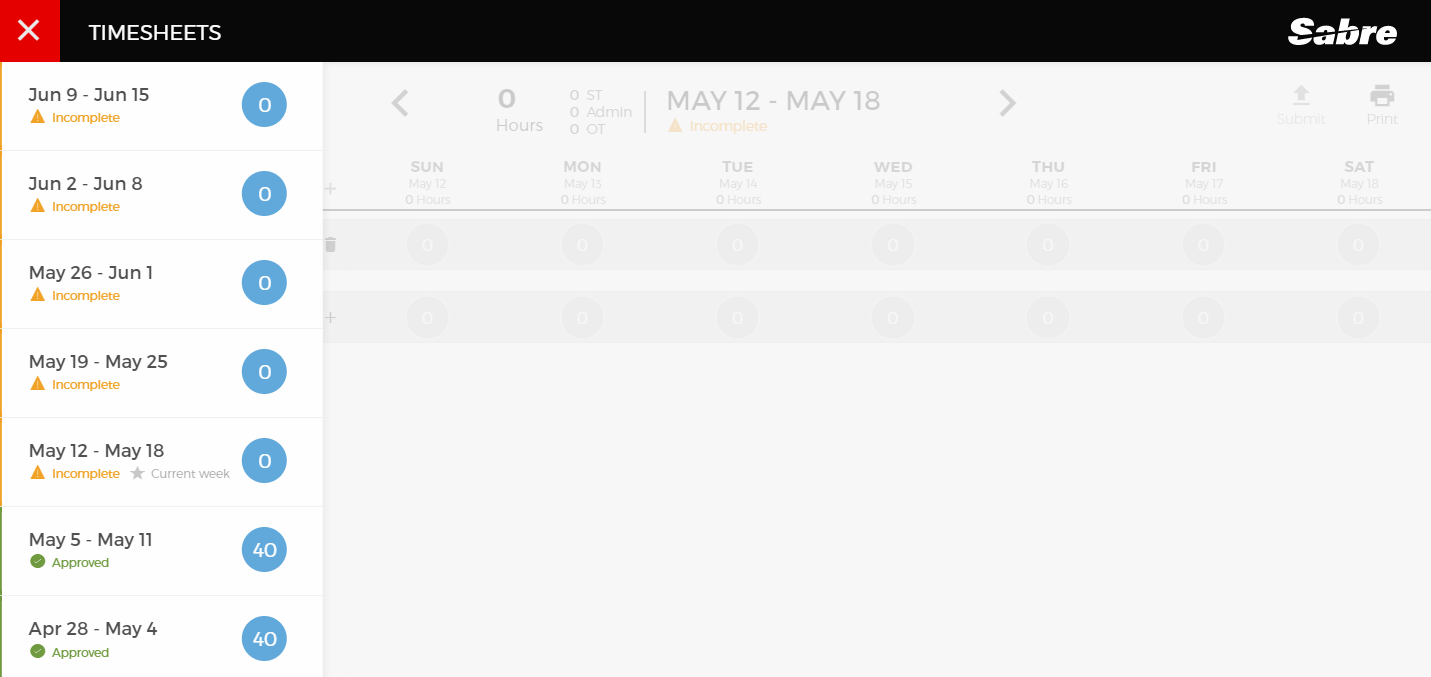 TIMESHEETS
Sabre
Jun 9 - Jun 15
0
Incomplete
Jun 2 - Jun 8
0
Incomplete
May 26 - Jun 1
0
Incomplete
May 19 - May 25
0
Incomplete
May 12 - May 18
0
Incomplete Current week
May 5 - May 11
40
Approved
Apr 28 - May 4
40
Approved
0
Hours
0 ST
0 Admin
0 OT
MAY 12 - MAY 18
Incomplete
Submit
Print
SUN MON TUE WED THU FRI SAT
May 12 May 13 May 14 May 15 May 16 May 17 May 18
0 Hours 0 Hours 0 Hours 0 Hours 0 Hours 0 Hours 0 Hours
0 0 0 0 0 0 0
0 0 0 0 0 0 0